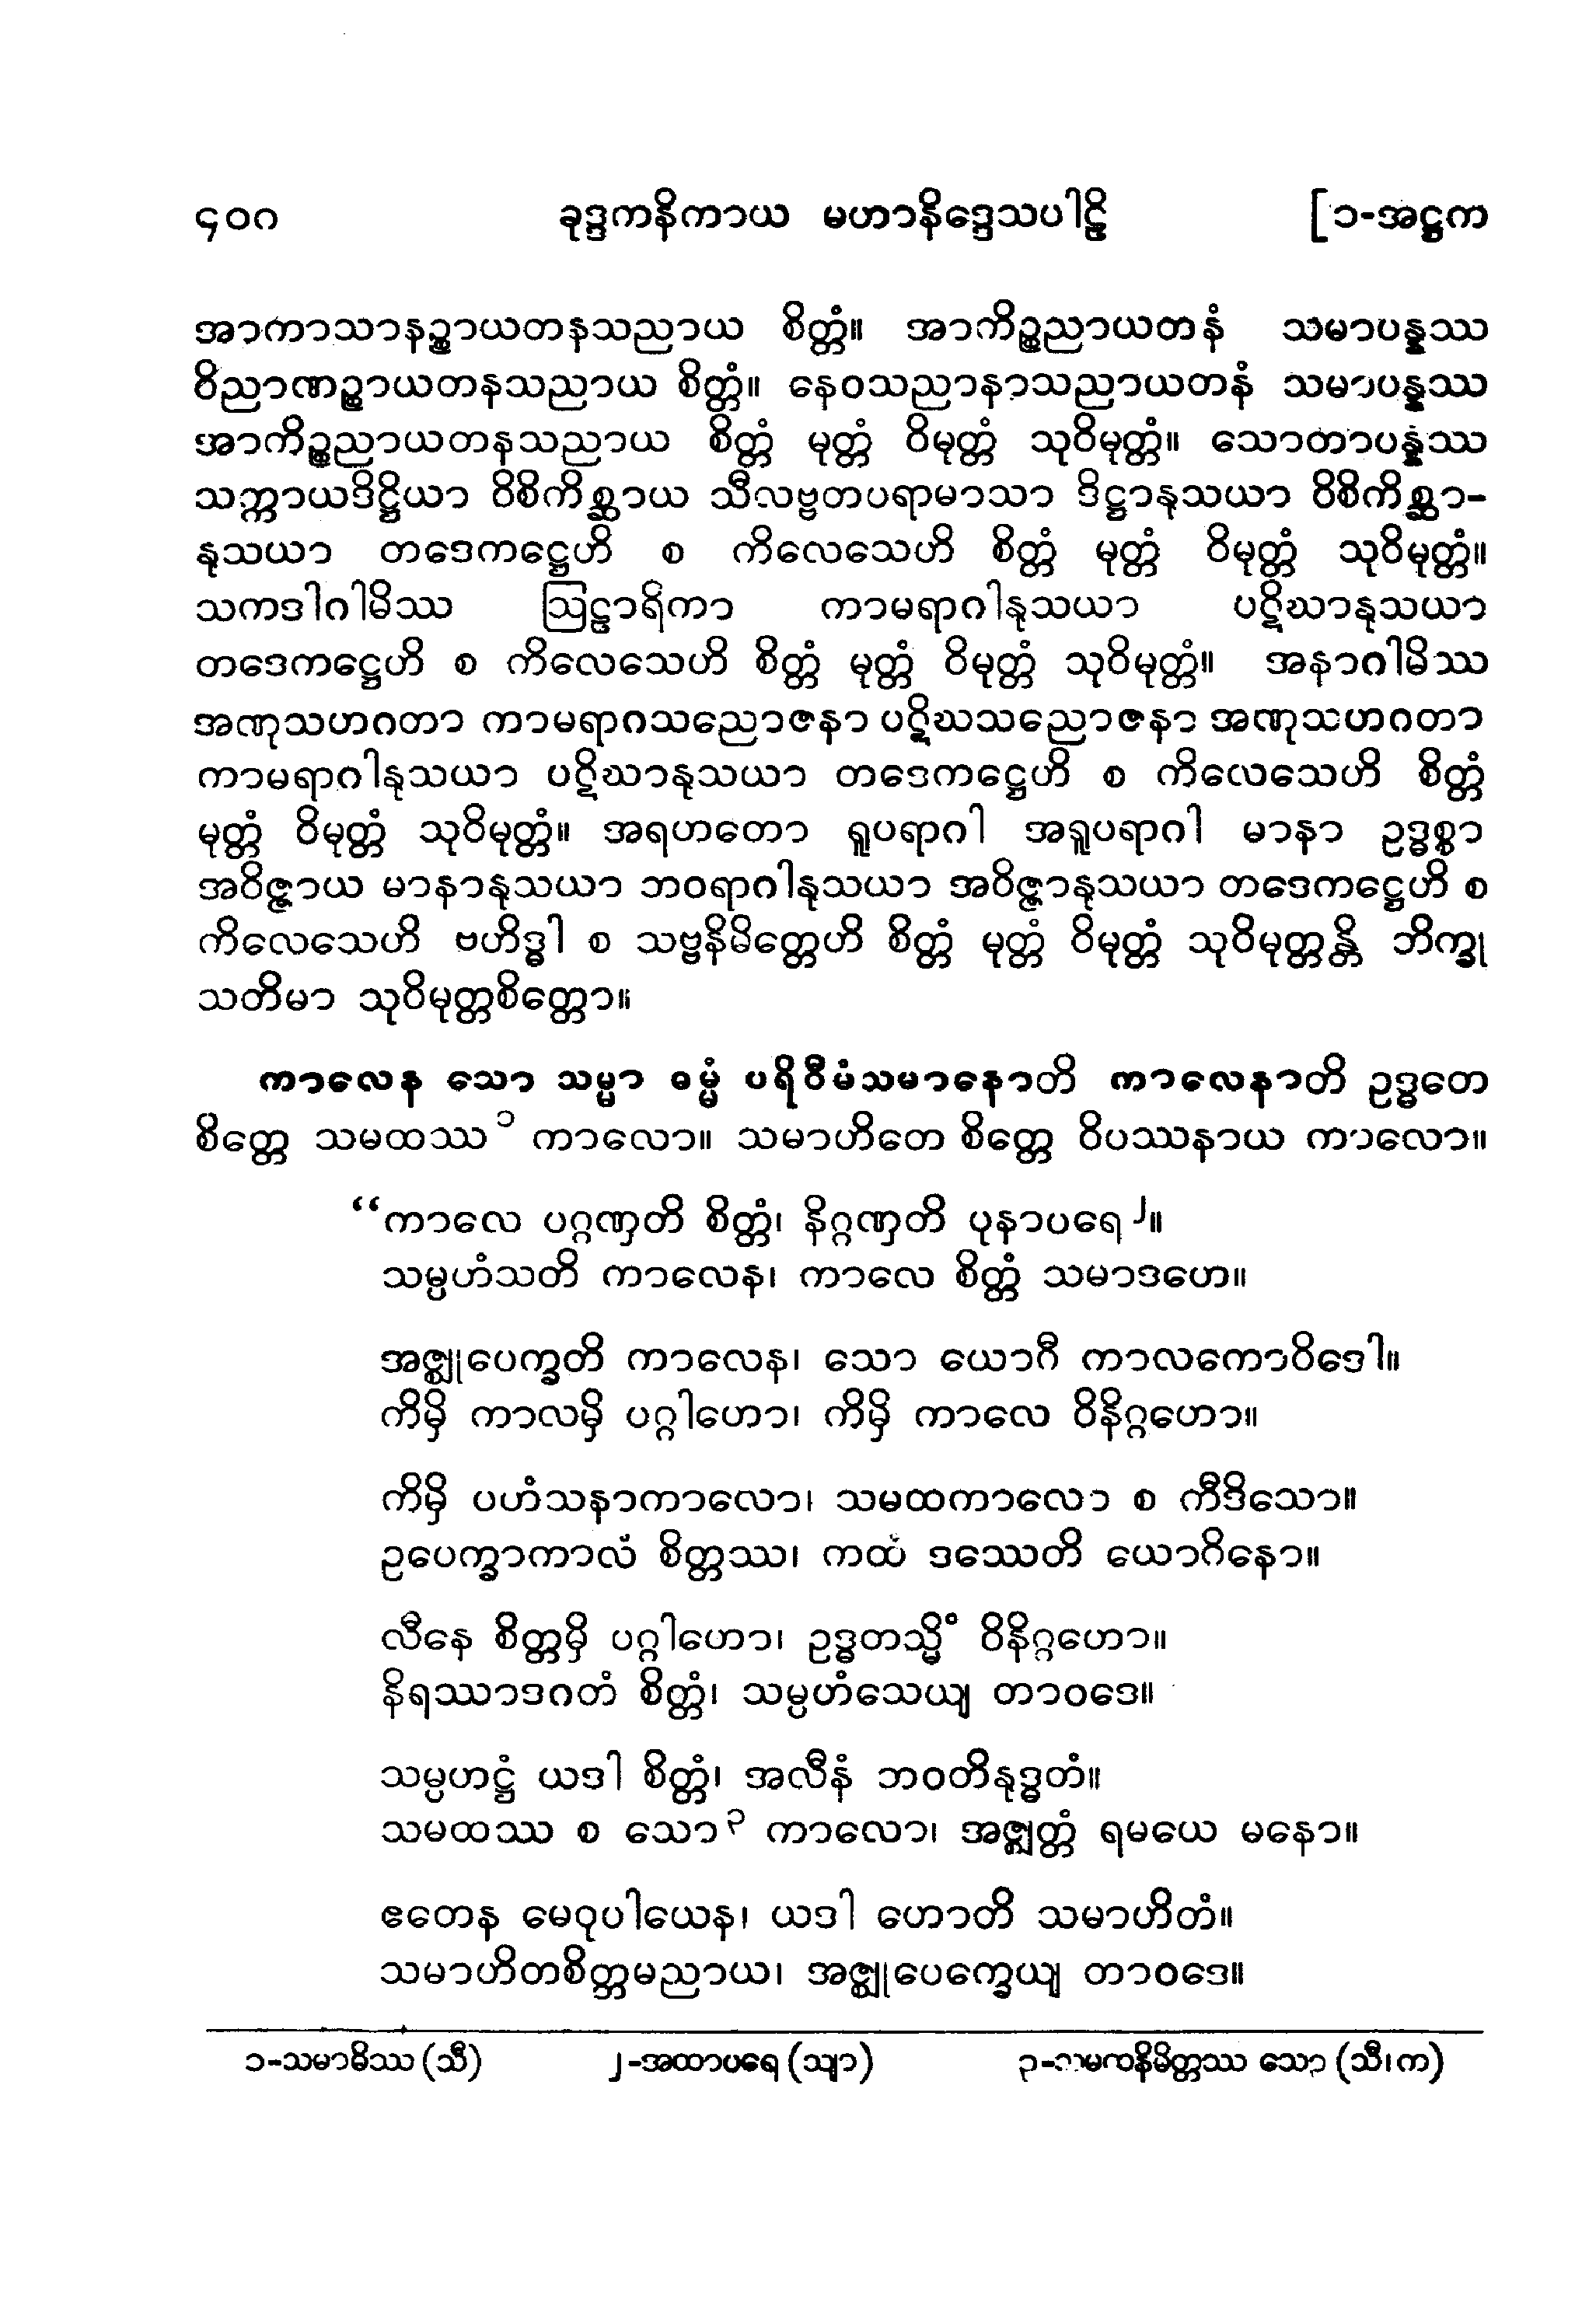 ၄၀၈ ခုဒ္ဒကနိကာယ မဟာနိဒ္ဒေသပါဠိ [၁-အဋ္ဌက
အာကာသာနဉ္စာယတနသညာယ စိတ္တံ။ အာကိဉ္စညာယတနံ သမာပန္နဿ
ဝိညာဏဉ္စာယတနသညာယ စိတ္တံ။ နေဝသညာနာသညာယတနံ သမာပန္နဿ
အာကိဉ္စညာယတနသညာယ စိတ္တံ မုတ္တံ ဝိမုတ္တံ သုဝိမုတ္တံ။ သောတာပန္နဿ
သက္ကာယဒိဋ္ဌိယာ ဝိစိကိစ္ဆာယ သီလဗ္ဗတပရာမာသာ ဒိဋ္ဌာနုသယာ ဝိစိကိစ္ဆာ-
နုသယာ တဒေကဋ္ဌေဟိ စ ကိလေသေဟိ စိတ္တံ မုတ္တံ ဝိမုတ္တံ သုဝိမုတ္တံ။
သကဒါဂါမိဿ ဩဠာရိကာ ကာမရာဂါနုသယာ ပဋိဃာနုသယာ
တဒေကဋ္ဌေဟိ စ ကိလေသေဟိ စိတ္တံ မုတ္တံ ဝိမုတ္တံ သုဝိမုတ္တံ။ အနာဂါမိဿ
အဏုသဟဂတာ ကာမရာဂသညောဇနာ ပဋိဃသညောဇနာ အဏုသဟဂတာ
ကာမရာဂါနုသယာ ပဋိဃာနုသယာ တဒေကဋ္ဌေဟိ စ ကိလေသေဟိ စိတ္တံ
မုတ္တံ ဝိမုတ္တံ သုဝိမုတ္တံ။ အရဟတော ရူပရာဂါ အရူပရာဂါ မာနာ ဥဒ္ဓစ္စာ
အဝိဇ္ဇာယ မာနာနုသယာ ဘဝရာဂါနုသယာ အဝိဇ္ဇာနုသယာ တဒေကဋ္ဌေဟိ စ
ကိလေသေဟိ ဗဟိဒ္ဓါ စ သဗ္ဗနိမိတ္တေဟိ စိတ္တံ မုတ္တံ ဝိမုတ္တံ သုဝိမုတ္တန္တိ ဘိက္ခု
သတိမာ သုဝိမုတ္တစိတ္တော။
ကာလေန သော သမ္မာ ဓမ္မံ ပရိဝီမံသမာနောတိ ကာလေနာတိ ဥဒ္ဓတေ
စိတ္တေ သမထဿ၁ ကာလော။ သမာဟိတေ စိတ္တေ ဝိပဿနာယ ကာလော။
“ကာလေ ပဂ္ဂဏှတိ စိတ္တံ၊ နိဂ္ဂဏှတိ ပုနာပရေ၂။
သမ္ပဟံသတိ ကာလေန၊ ကာလေ စိတ္တံ သမာဒဟေ။
အဇ္ဈုပေက္ခတိ ကာလေန၊ သော ယောဂီ ကာလကောဝိဒေါ။
ကိမှိ ကာလမှိ ပဂ္ဂါဟော၊ ကိမှိ ကာလေ ဝိနိဂ္ဂဟော။
ကိမှိ ပဟံသနာကာလော၊ သမထကာလော စ ကီဒိသော။
ဥပေက္ခာကာလံ စိတ္တဿ၊ ကထံ ဒဿေတိ ယောဂိနော။
လီနေ စိတ္တမှိ ပဂ္ဂါဟော၊ ဥဒ္ဓတသ္မိံ ဝိနိဂ္ဂဟော။
နိရဿာဒဂတံ စိတ္တံ၊ သမ္ပဟံသေယျ တာဝဒေ။
သမ္ပဟဋ္ဌံ ယဒါ စိတ္တံ၊ အလီနံ ဘဝတိနုဒ္ဓတံ။
သမထဿ စ သော၃ ကာလော၊ အဇ္ဈတ္တံ ရမယေ မနော။
ဧတေန မေဝုပါယေန၊ ယဒါ ဟောတိ သမာဟိတံ။
သမာဟိတစိတ္တမညာယ၊ အဇ္ဈုပေက္ခေယျ တာဝဒေ။
၁-သမာဓိဿ (သီ) ၂-အထာပရေ (သျာ) ၃-သမထနိမိတ္တဿ သော (သီ၊က)